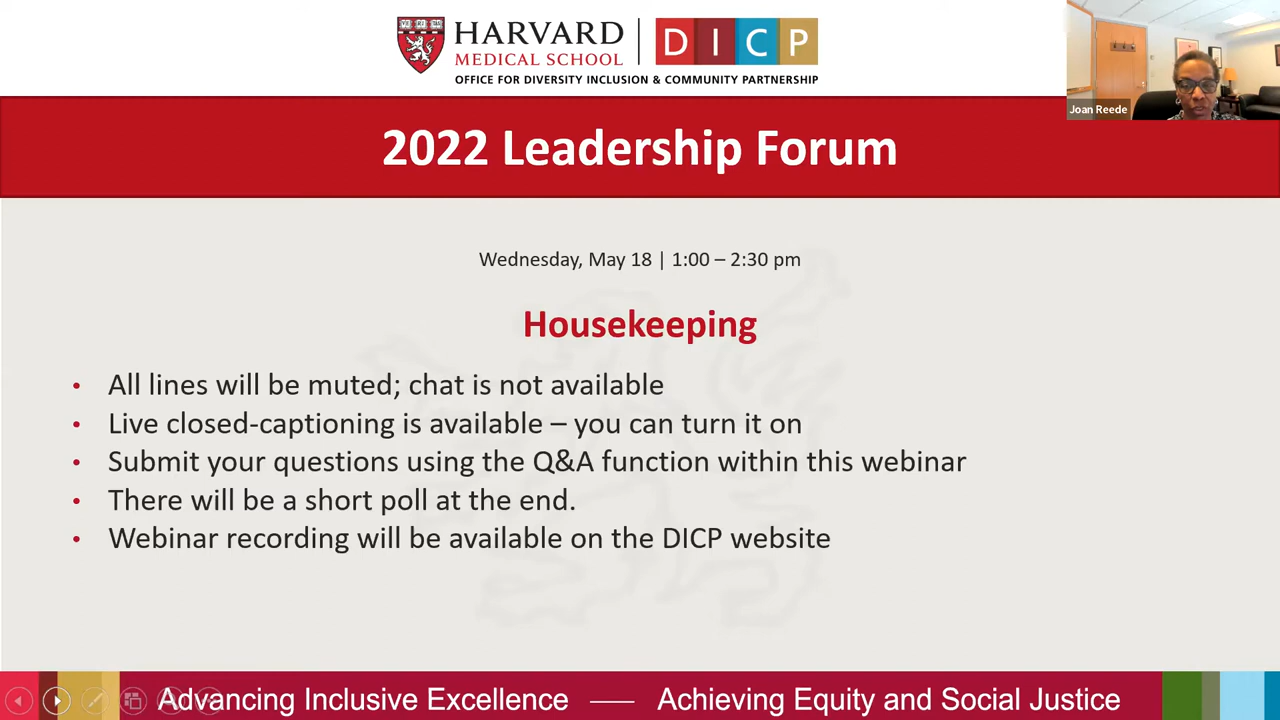 HARVARD
MEDICAL SCHOOL
DICP
OFFICE FOR DIVERSITY INCLUSION & COMMUNITY PARTNERSHIP
Joan Reede
2022 Leadership Forum
Wednesday, May 18 | 1:00 – 2:30 pm
Housekeeping
• All lines will be muted; chat is not available
• Live closed-captioning is available – you can turn it on
• Submit your questions using the Q&A function within this webinar
• There will be a short poll at the end.
• Webinar recording will be available on the DICP website
Advancing Inclusive Excellence —— Achieving Equity and Social Justice